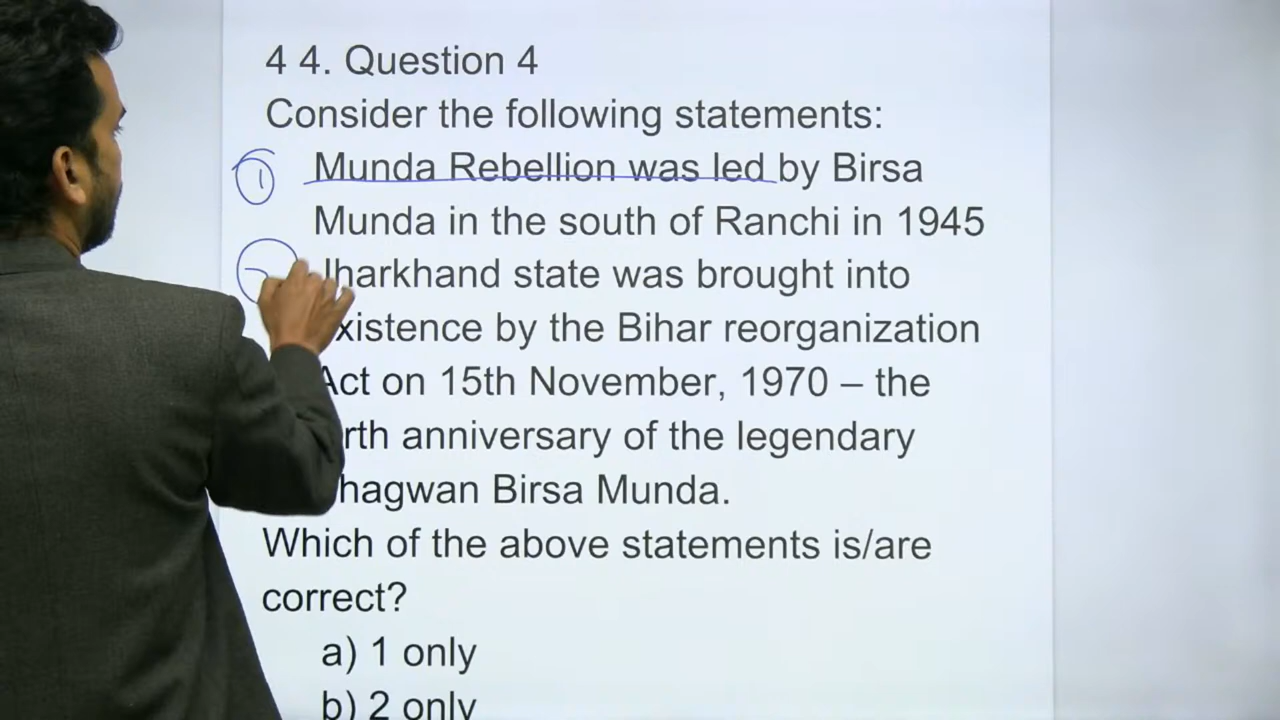 4 4. Question 4
Consider the following statements:
1 Munda Rebellion was led by Birsa
Munda in the south of Ranchi in 1945
Jharkhand state was brought into
xistence by the Bihar reorganization
Act on 15th November, 1970 – the
rth anniversary of the legendary
hagwan Birsa Munda.
Which of the above statements is/are
correct?
a) 1 only
b) 2 only